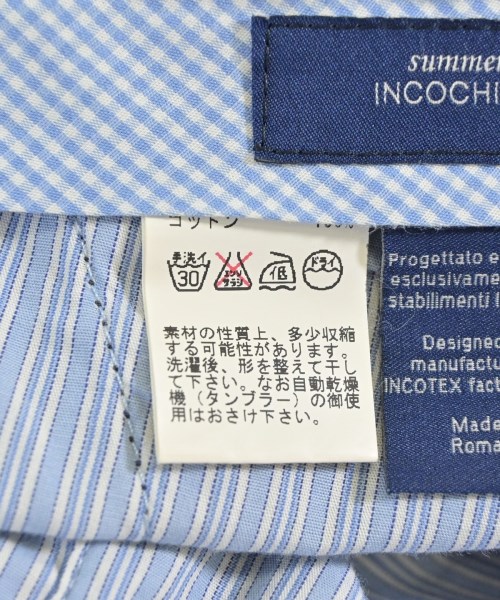 summer
INCOCHI
コットン 100%
手洗イ
30
エンソ
サラシ
低
ドライ
素材の性質上、多少収縮
する可能性があります。
洗濯後、形を整えて干し
て下さい。なお自動乾燥
機（タンブラー）の御使
用はおさけ下さい。
Progettato e
esclusivame
stabilimenti I
Designed
manufactu
INCOTEX fact
Made
Roma